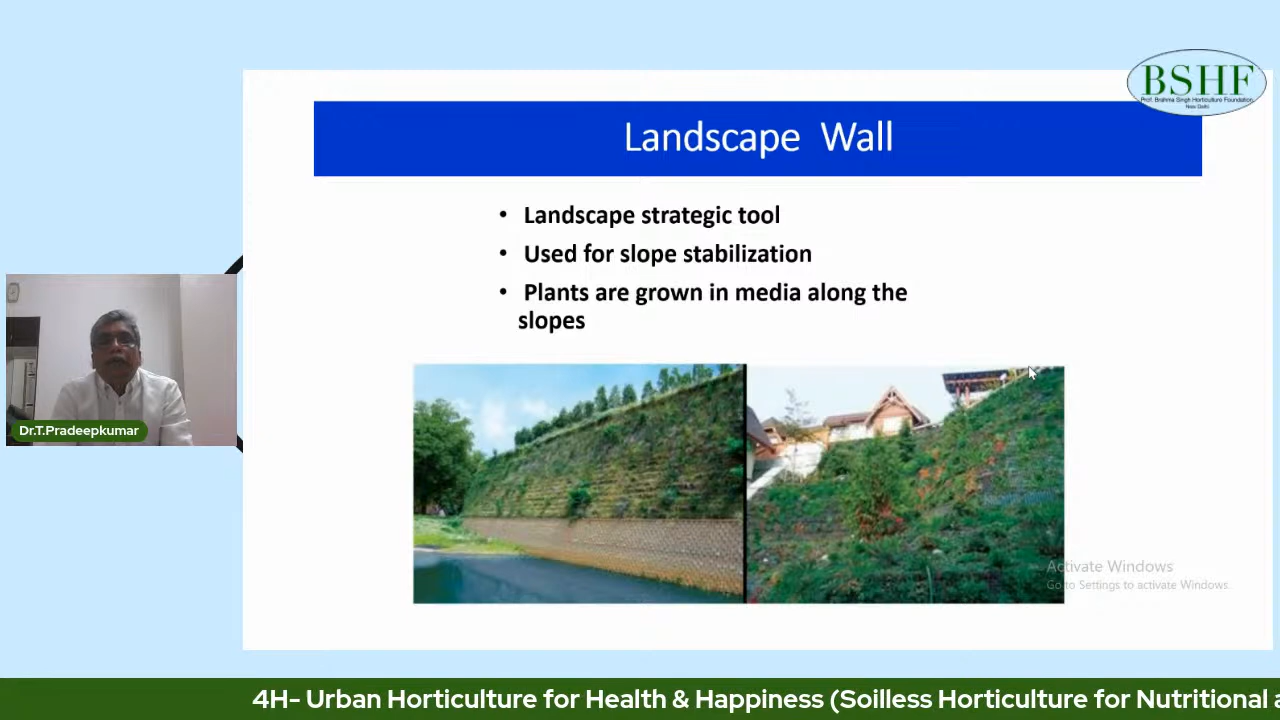 BSHF
Prof. Brahma Singh Horticulture Foundation
New Delhi
Landscape Wall
• Landscape strategic tool
• Used for slope stabilization
• Plants are grown in media along the
slopes
Dr.T.Pradeepkumar
Activate Windows
Go to Settings to activate Windows.
4H- Urban Horticulture for Health & Happiness (Soilless Horticulture for Nutritional a